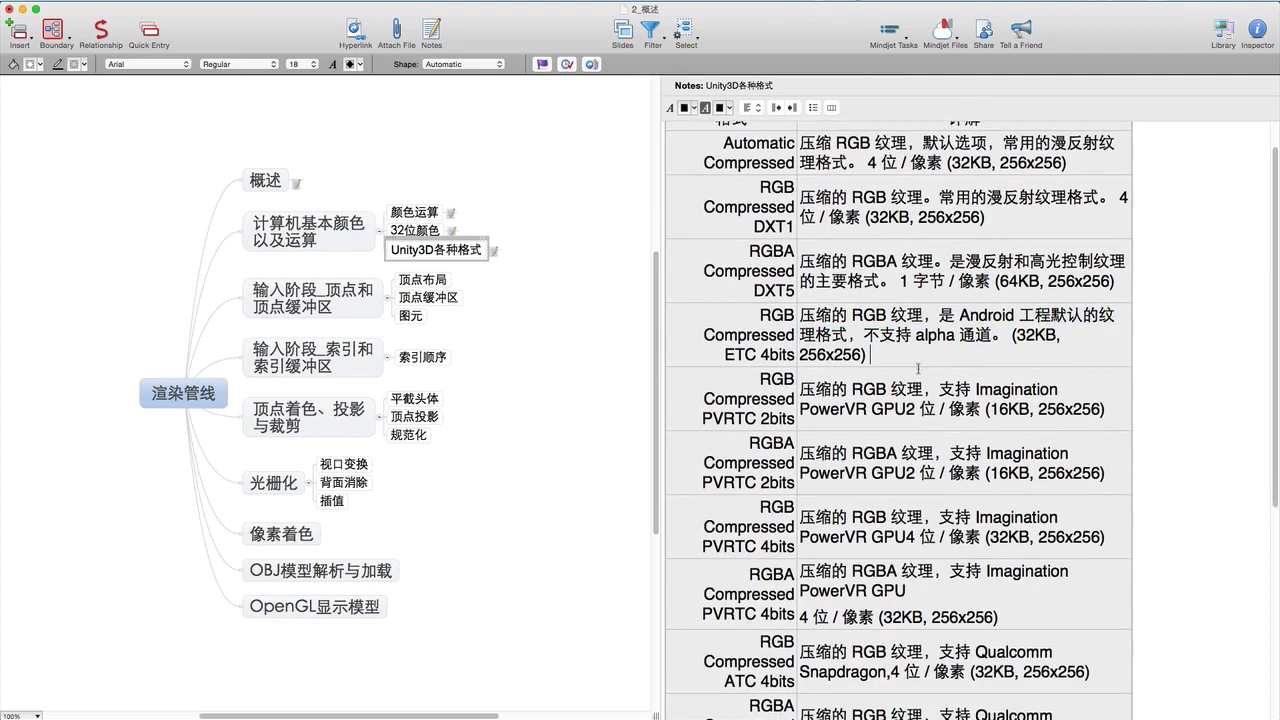 2_概述
Insert
Boundary
Relationship
Quick Entry
Hyperlink
Attach File
Notes
Slides
Filter
Select
Mindjet Tasks
Mindjet Files
Share
Tell a Friend
Library
Inspector
Arial
Regular
18
Shape:
Automatic
Notes: Unity3D各种格式
渲染管线
概述
计算机基本颜色
以及运算
颜色运算
32位颜色
Unity3D各种格式
输入阶段_顶点和
顶点缓冲区
顶点布局
顶点缓冲区
图元
输入阶段_索引和
索引缓冲区
索引顺序
顶点着色、投影
与裁剪
平截头体
顶点投影
规范化
光栅化
视口变换
背面消除
插值
像素着色
OBJ模型解析与加载
OpenGL显示模型
格式
详解
Automatic
Compressed
压缩 RGB 纹理，默认选项，常用的漫反射纹
理格式。 4 位 / 像素 (32KB, 256x256)
RGB
Compressed
DXT1
压缩的 RGB 纹理。常用的漫反射纹理格式。 4
位 / 像素 (32KB, 256x256)
RGBA
Compressed
DXT5
压缩的 RGBA 纹理。是漫反射和高光控制纹理
的主要格式。 1 字节 / 像素 (64KB, 256x256)
RGB
Compressed
ETC 4bits
压缩的 RGB 纹理，是 Android 工程默认的纹
理格式，不支持 alpha 通道。 (32KB,
256x256)
RGB
Compressed
PVRTC 2bits
压缩的 RGB 纹理，支持 Imagination
PowerVR GPU2 位 / 像素 (16KB, 256x256)
RGBA
Compressed
PVRTC 2bits
压缩的 RGBA 纹理，支持 Imagination
PowerVR GPU2 位 / 像素 (16KB, 256x256)
RGB
Compressed
PVRTC 4bits
压缩的 RGB 纹理，支持 Imagination
PowerVR GPU4 位 / 像素 (32KB, 256x256)
RGBA
Compressed
PVRTC 4bits
压缩的 RGBA 纹理，支持 Imagination
PowerVR GPU
4 位 / 像素 (32KB, 256x256)
RGB
Compressed
ATC 4bits
压缩的 RGB 纹理，支持 Qualcomm
Snapdragon,4 位 / 像素 (32KB, 256x256)
RGBA
压缩的 RGBA 纹理，支持 Qualcomm
100%